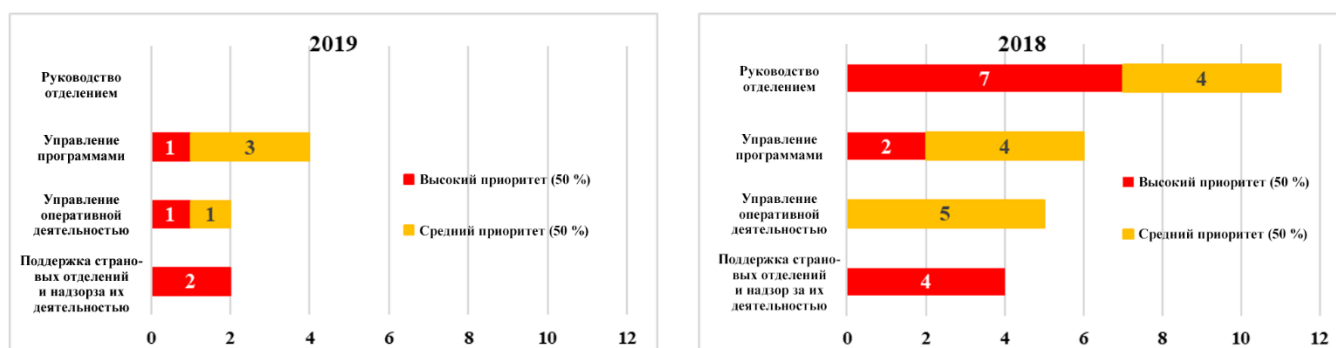 2019
Руководство
отделением
Управление
программами
1 3
Управление
оперативной
деятельностью
1 1
Поддержка страно-
вых отделений
и надзорза их
деятельностью
2
Высокий приоритет (50 %)
Средний приоритет (50 %)
0 2 4 6 8 10 12
2018
Руководство
отделением
7 4
Управление
программами
2 4
Управление
оперативной
деятельностью
5
Поддержка страно-
вых отделений
и надзор за их
деятельностью
4
Высокий приоритет (50 %)
Средний приоритет (50 %)
0 2 4 6 8 10 12